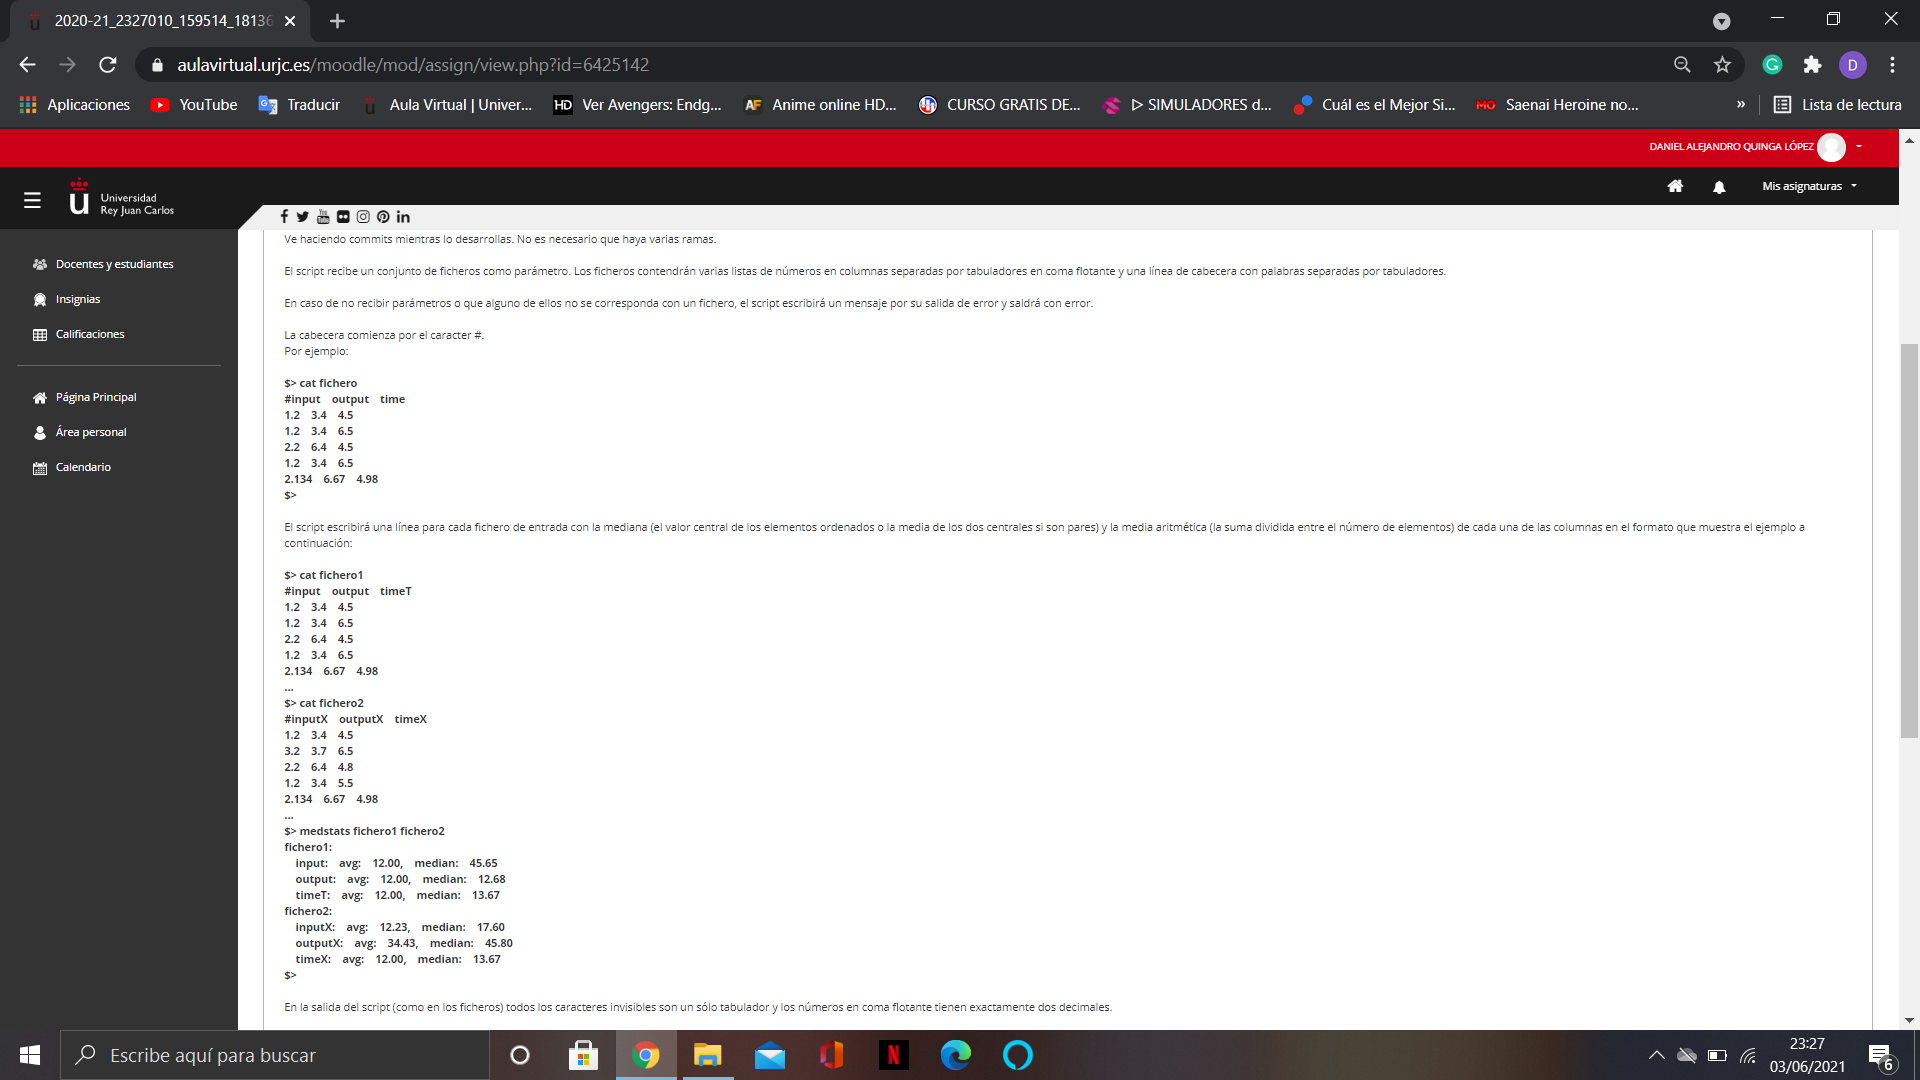 2020-21_2327010_159514_18136
aulavirtual.urjc.es/moodle/mod/assign/view.php?id=6425142
D
Aplicaciones
YouTube
Traducir
Aula Virtual | Univer...
HD Ver Avengers: Endg...
AF Anime online HD...
CURSO GRATIS DE...
▷ SIMULADORES d...
Cuál es el Mejor Si...
MO Saenai Heroine no...
»
Lista de lectura
DANIEL ALEJANDRO QUINGA LÓPEZ
Universidad
Rey Juan Carlos
Mis asignaturas
Docentes y estudiantes
Insignias
Calificaciones
Página Principal
Área personal
Calendario
Ve haciendo commits mientras lo desarrollas. No es necesario que haya varias ramas.
El script recibe un conjunto de ficheros como parámetro. Los ficheros contendrán varias listas de números en columnas separadas por tabuladores en coma flotante y una línea de cabecera con palabras separadas por tabuladores.
En caso de no recibir parámetros o que alguno de ellos no se corresponda con un fichero, el script escribirá un mensaje por su salida de error y saldrá con error.
La cabecera comienza por el caracter #.
Por ejemplo:
$> cat fichero
#input output time
1.2 3.4 4.5
1.2 3.4 6.5
2.2 6.4 4.5
1.2 3.4 6.5
2.134 6.67 4.98
$>
El script escribirá una línea para cada fichero de entrada con la mediana (el valor central de los elementos ordenados o la media de los dos centrales si son pares) y la media aritmética (la suma dividida entre el número de elementos) de cada una de las columnas en el formato que muestra el ejemplo a
continuación:
$> cat fichero1
#input output timeT
1.2 3.4 4.5
1.2 3.4 6.5
2.2 6.4 4.5
1.2 3.4 6.5
2.134 6.67 4.98
...
$> cat fichero2
#inputX outputX timeX
1.2 3.4 4.5
3.2 3.7 6.5
2.2 6.4 4.8
1.2 3.4 5.5
2.134 6.67 4.98
...
$> medstats fichero1 fichero2
fichero1:
input: avg: 12.00, median: 45.65
output: avg: 12.00, median: 12.68
timeT: avg: 12.00, median: 13.67
fichero2:
inputX: avg: 12.23, median: 17.60
outputX: avg: 34.43, median: 45.80
timeX: avg: 12.00, median: 13.67
$>
En la salida del script (como en los ficheros) todos los caracteres invisibles son un sólo tabulador y los números en coma flotante tienen exactamente dos decimales.
Escribe aquí para buscar
23:27
03/06/2021
6